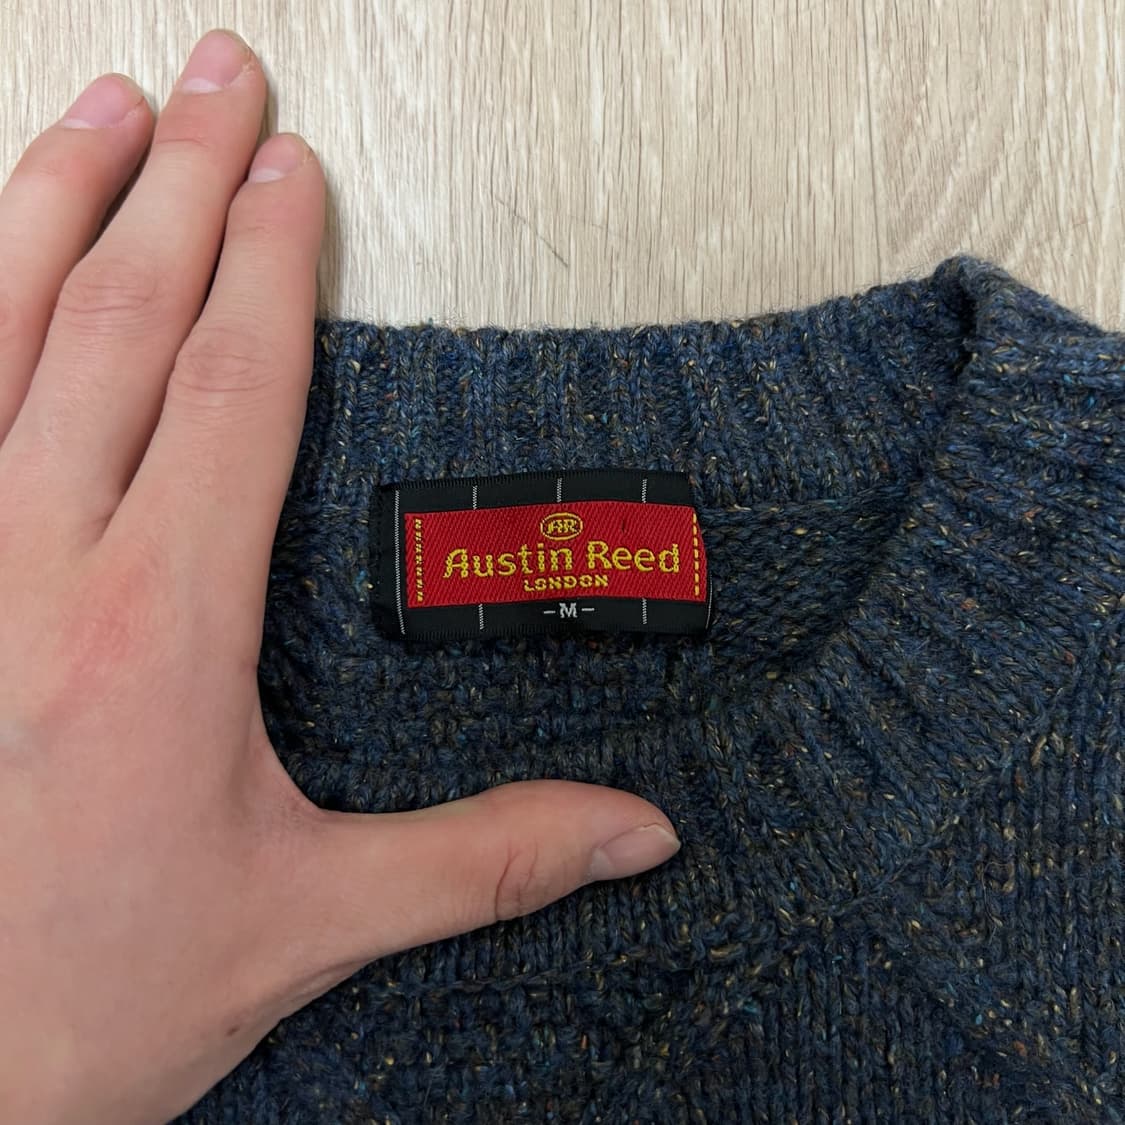 AR
Austin Reed
LONDON
-M-